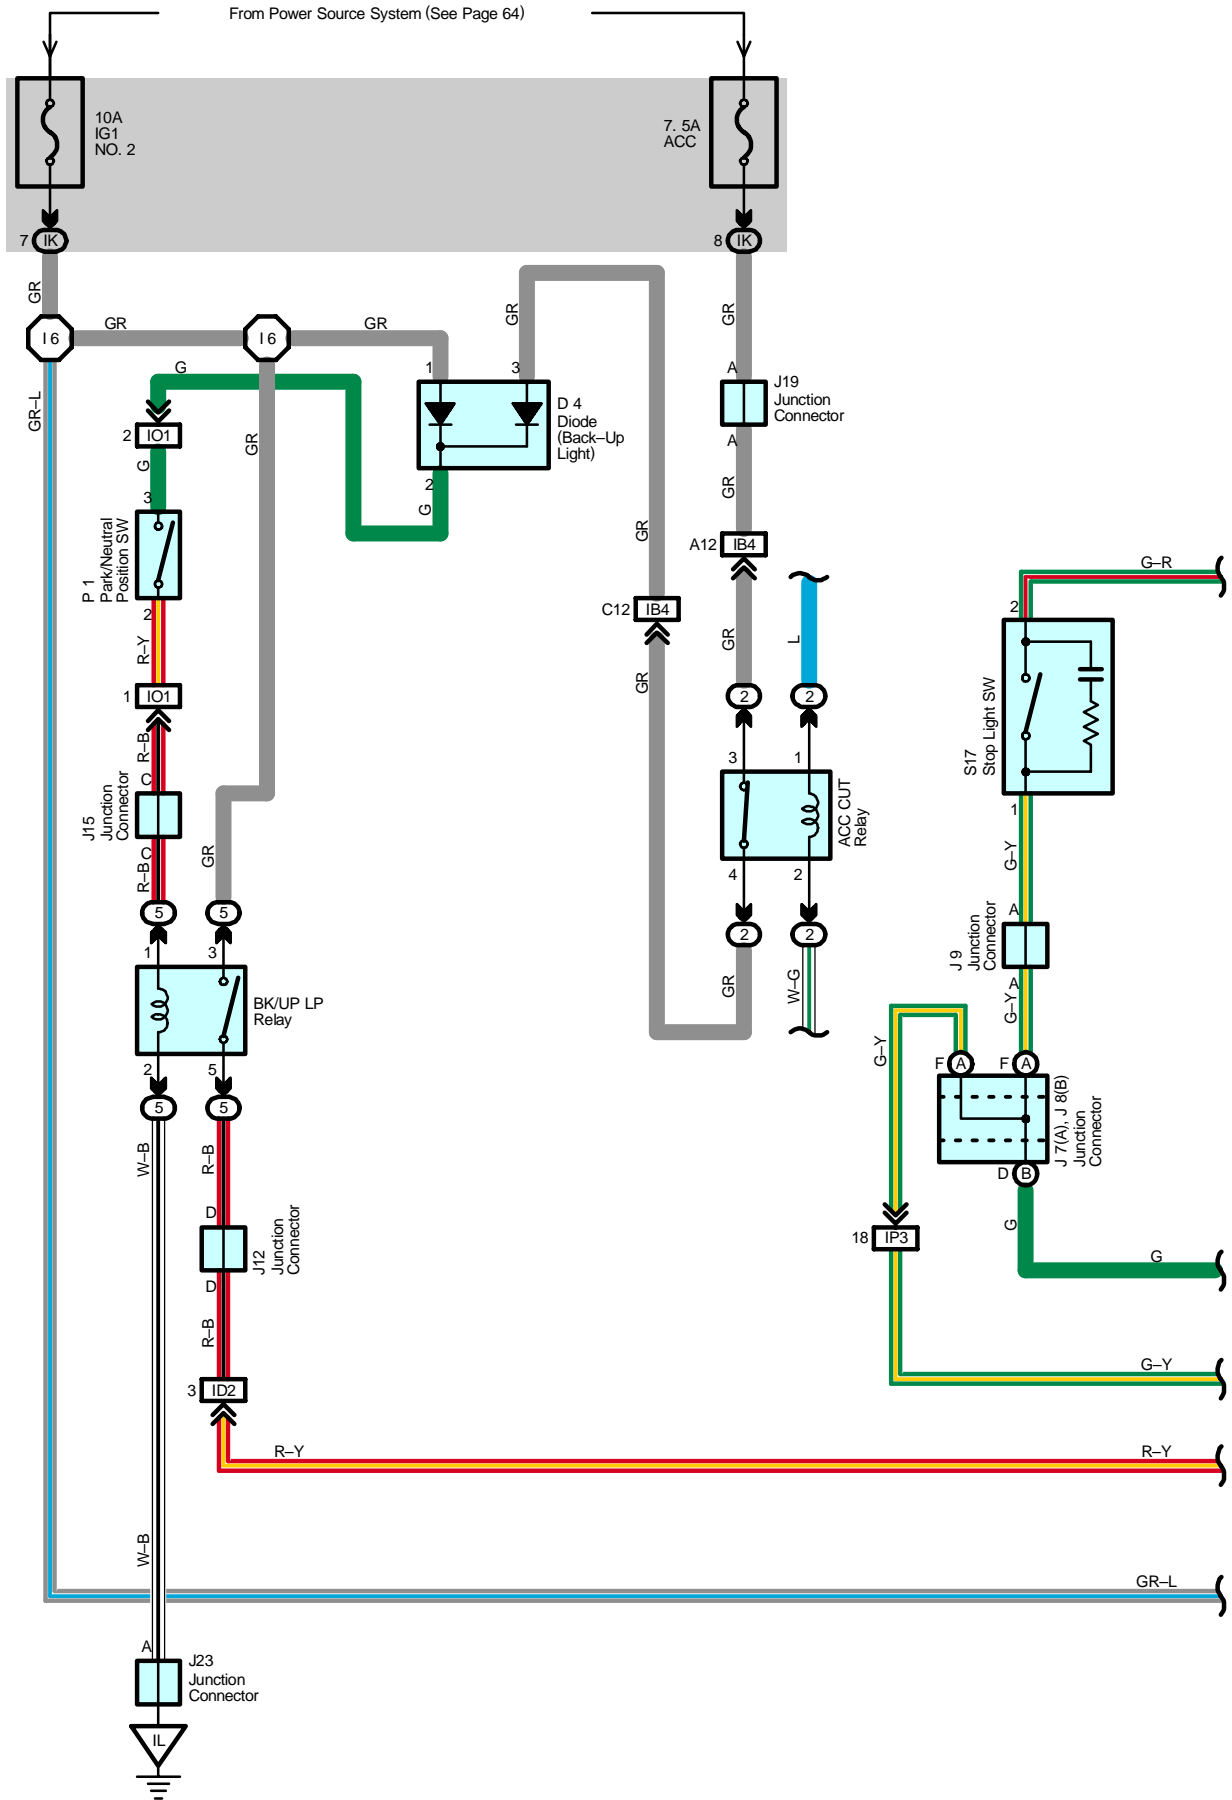 From Power Source System (See Page 64)
10A
IG1
NO. 2
7. 5A
ACC
7 IK
8 IK
GR
GR
I 6
GR
I 6
GR
GR
G
1
3
A
J19
Junction
Connector
A
D 4
Diode
(Back–Up
Light)
GR–L
GR
2 IO1
G
2
G
GR
3
P 1
Park/Neutral
Position SW
2
GR
A12 IB4
G–R
C12 IB4
2
R–Y
GR
L
GR
1 IO1
2
2
S17
Stop Light SW
R–B
C
J15
Junction
Connector
C
R–B
GR
3
1
ACC CUT
Relay
4
2
1
G–Y
5
5
2
2
A
J 9
Junction
Connector
A
G–Y
1
3
BK/UP LP
Relay
GR
W–G
2
5
G–Y
F A
F A
J 7(A), J 8(B)
Junction
Connector
5
5
W–B
R–B
D B
D
J12
Junction
Connector
D
18 IP3
G
G
R–B
3 ID2
G–Y
R–Y
R–Y
W–B
GR–L
A
J23
Junction
Connector
IL